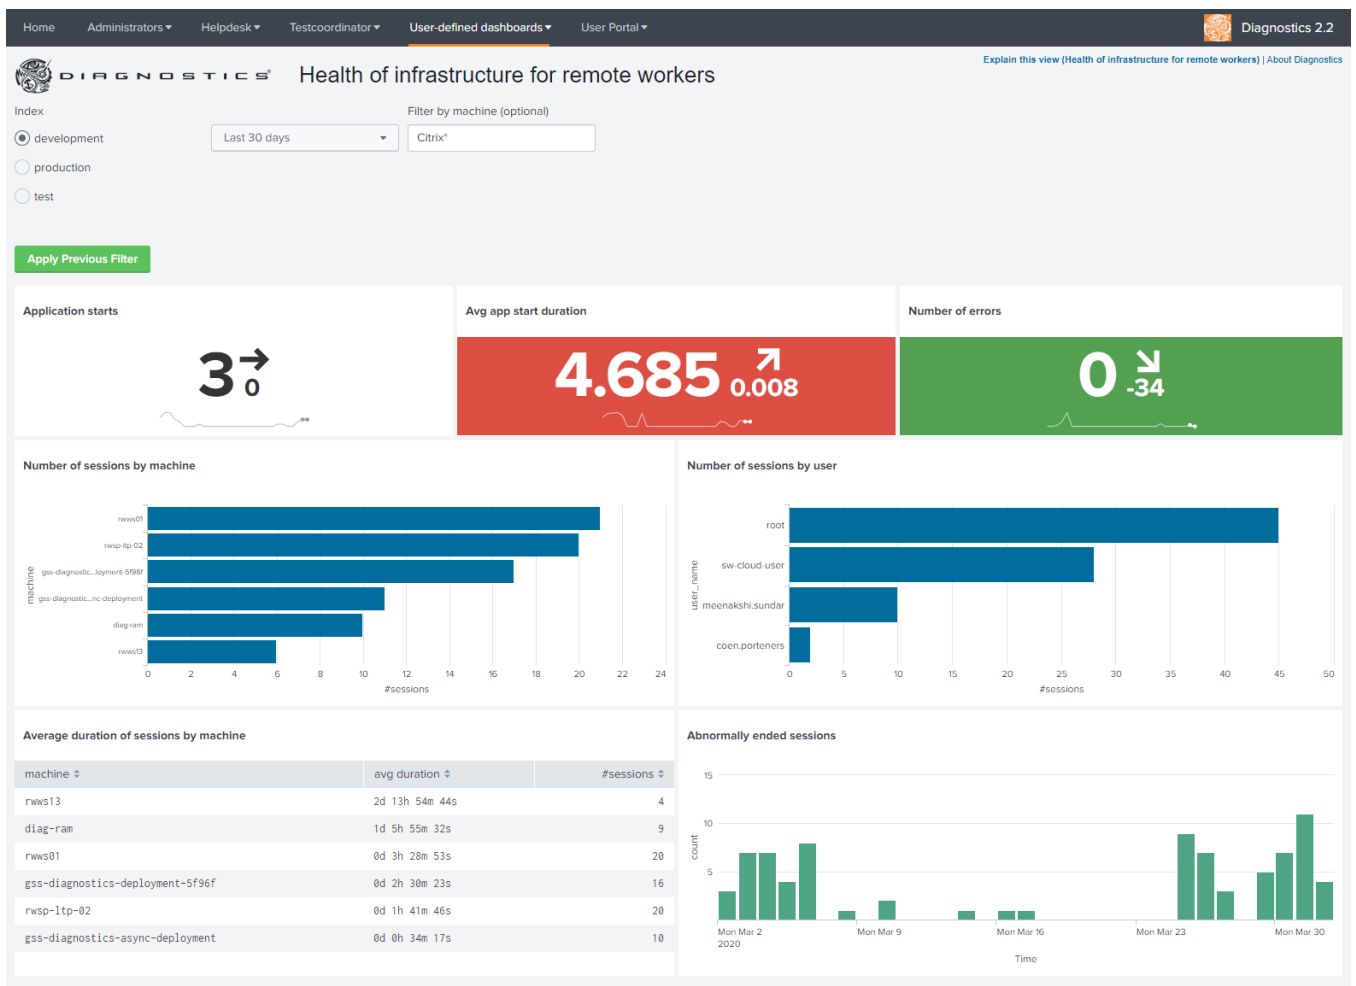 Home Administrators Helpdesk Testcoordinator User-defined dashboards User Portal Diagnostics 2.2
DIAGNOSTICS Health of infrastructure for remote workers
Explain this view (Health of infrastructure for remote workers) | About Diagnostics
Index
Filter by machine (optional)
development
Last 30 days
Citrix*
production
test
Apply Previous Filter
Application starts
3
0
Avg app start duration
4.685
0.008
Number of errors
0
-34
Number of sessions by machine
machine
rwws01
rwsp-ltp-02
gss-diagnostic...loyment-5f96f
gss-diagnostic...nc-deployment
diag-ram
rwws13
0 2 4 6 8 10 12 14 16 18 20 22 24
#sessions
Number of sessions by user
user_name
root
sw-cloud-user
meenakshi.sundar
coen.porteners
0 5 10 15 20 25 30 35 40 45 50
#sessions
Average duration of sessions by machine
machine avg duration #sessions
rwws13 2d 13h 54m 44s 4
diag-ram 1d 5h 55m 32s 9
rwws01 0d 3h 28m 53s 20
gss-diagnostics-deployment-5f96f 0d 2h 30m 23s 16
rwsp-ltp-02 0d 1h 41m 46s 20
gss-diagnostics-async-deployment 0d 0h 34m 17s 10
Abnormally ended sessions
count
15
10
5
Mon Mar 2 Mon Mar 9 Mon Mar 16 Mon Mar 23 Mon Mar 30
2020
Time